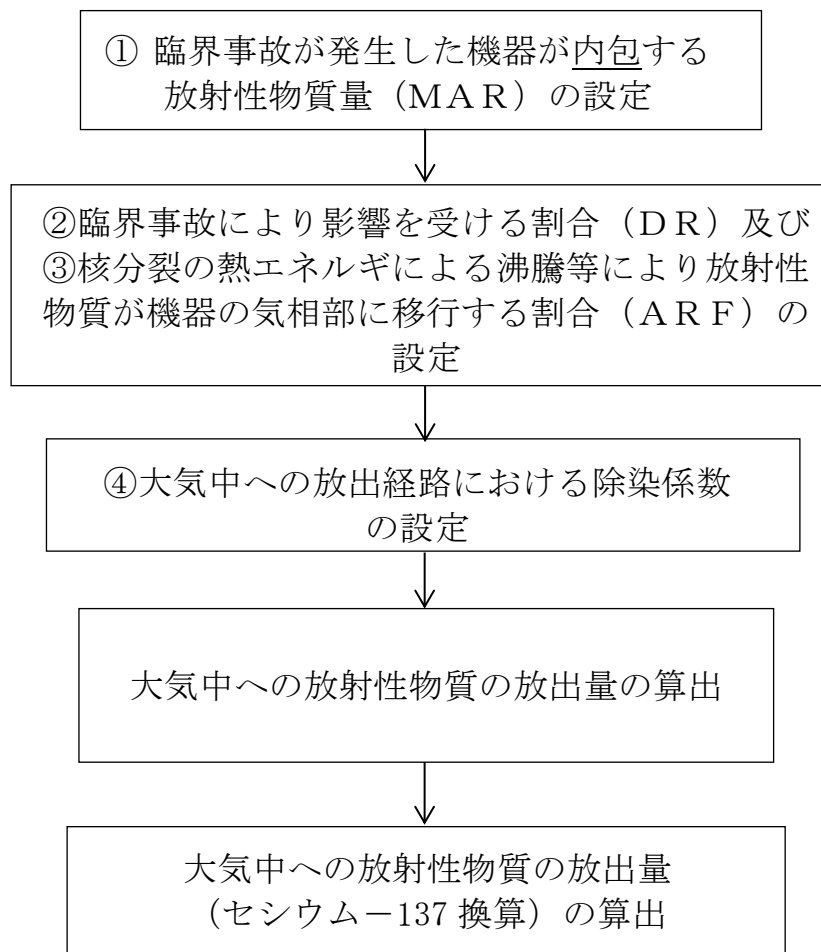 ① 臨界事故が発生した機器が内包する
放射性物質量（ＭＡＲ）の設定
②臨界事故により影響を受ける割合（ＤＲ）及び
③核分裂の熱エネルギによる沸騰等により放射性
物質が機器の気相部に移行する割合（ＡＲＦ）の
設定
④大気中への放出経路における除染係数
の設定
大気中への放射性物質の放出量の算出
大気中への放射性物質の放出量
（セシウム－137 換算）の算出